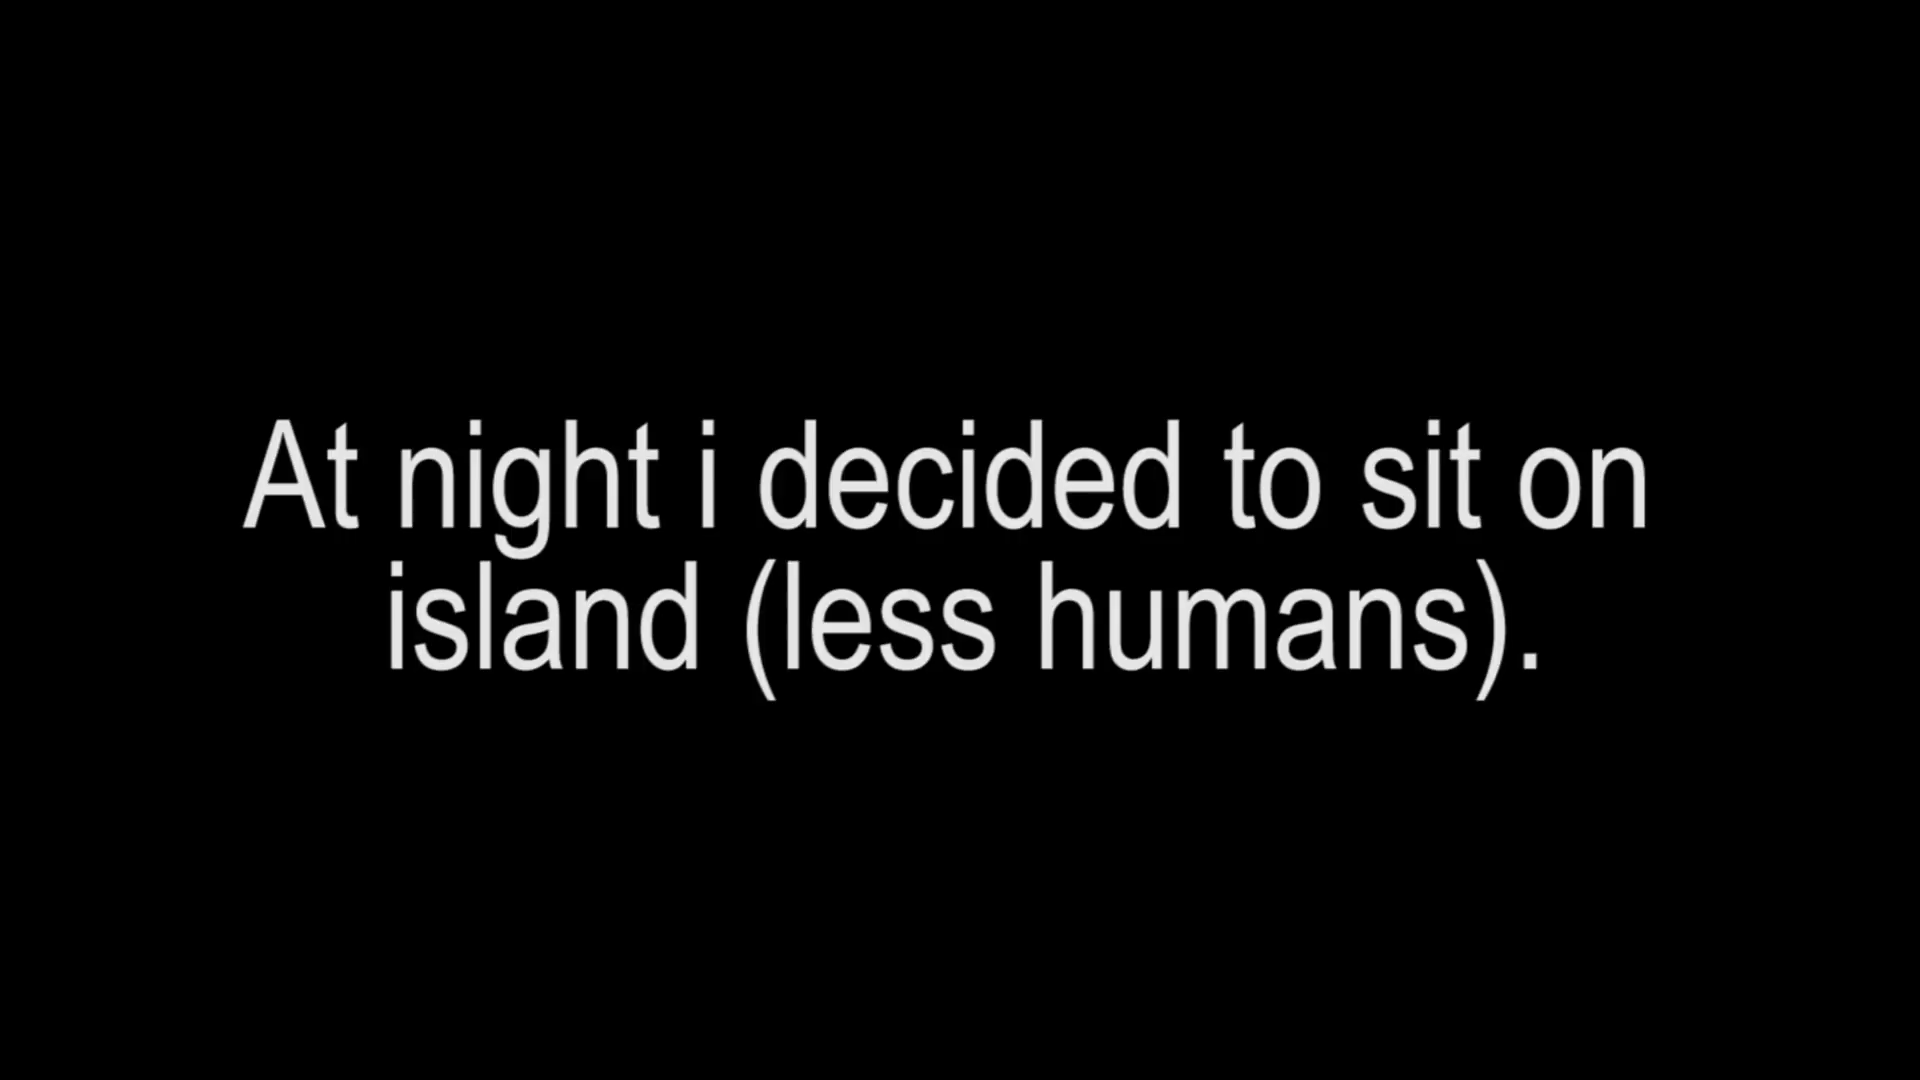 At night i decided to sit on
island (less humans).